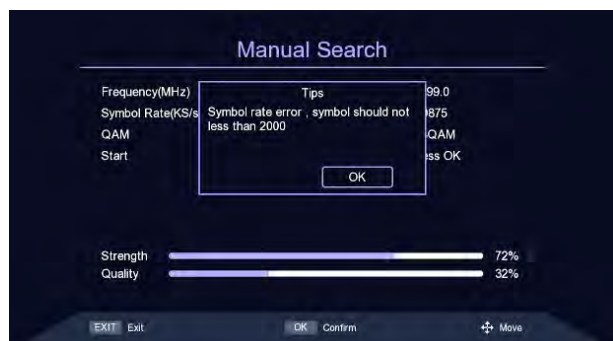 Manual Search
Frequency(MHz) 99.0
Symbol Rate(KS/s 875
QAM QAM
Start ss OK
Tips
Symbol rate error , symbol should not
less than 2000
OK
Strength 72%
Quality 32%
EXIT Exit OK Confirm Move